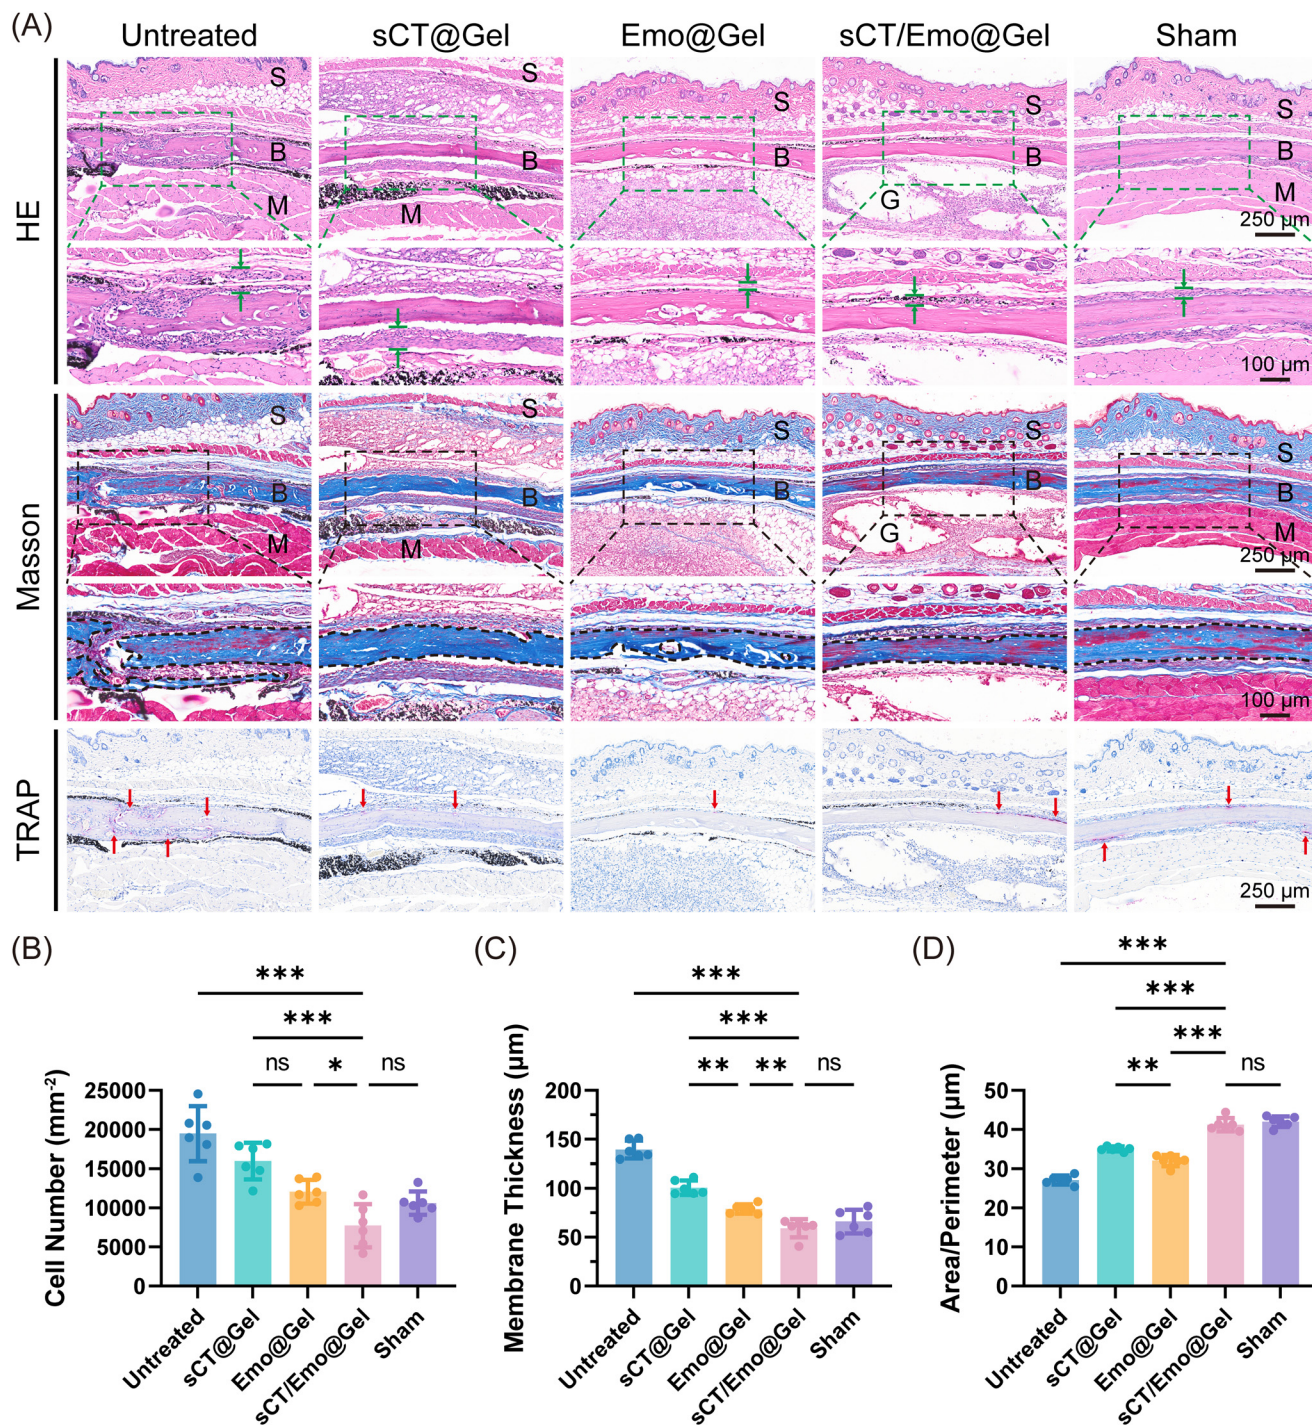 (A)
Untreated sCT@Gel Emo@Gel sCT/Emo@Gel Sham
HE
S S S S S
B B B B B
M M G M
250 µm
100 µm
Masson
S S S S S
B B B B B
M M G M
250 µm
100 µm
TRAP
250 µm
(B)
***
***
ns * ns
Cell Number (mm-2)
25000
20000
15000
10000
5000
0
Untreated
sCT@Gel
Emo@Gel
sCT/Emo@Gel
Sham
(C)
***
***
** ** ns
Membrane Thickness (µm)
200
150
100
50
0
Untreated
sCT@Gel
Emo@Gel
sCT/Emo@Gel
Sham
(D)
***
***
***
** ns
Area/Perimeter (µm)
50
40
30
20
10
0
Untreated
sCT@Gel
Emo@Gel
sCT/Emo@Gel
Sham